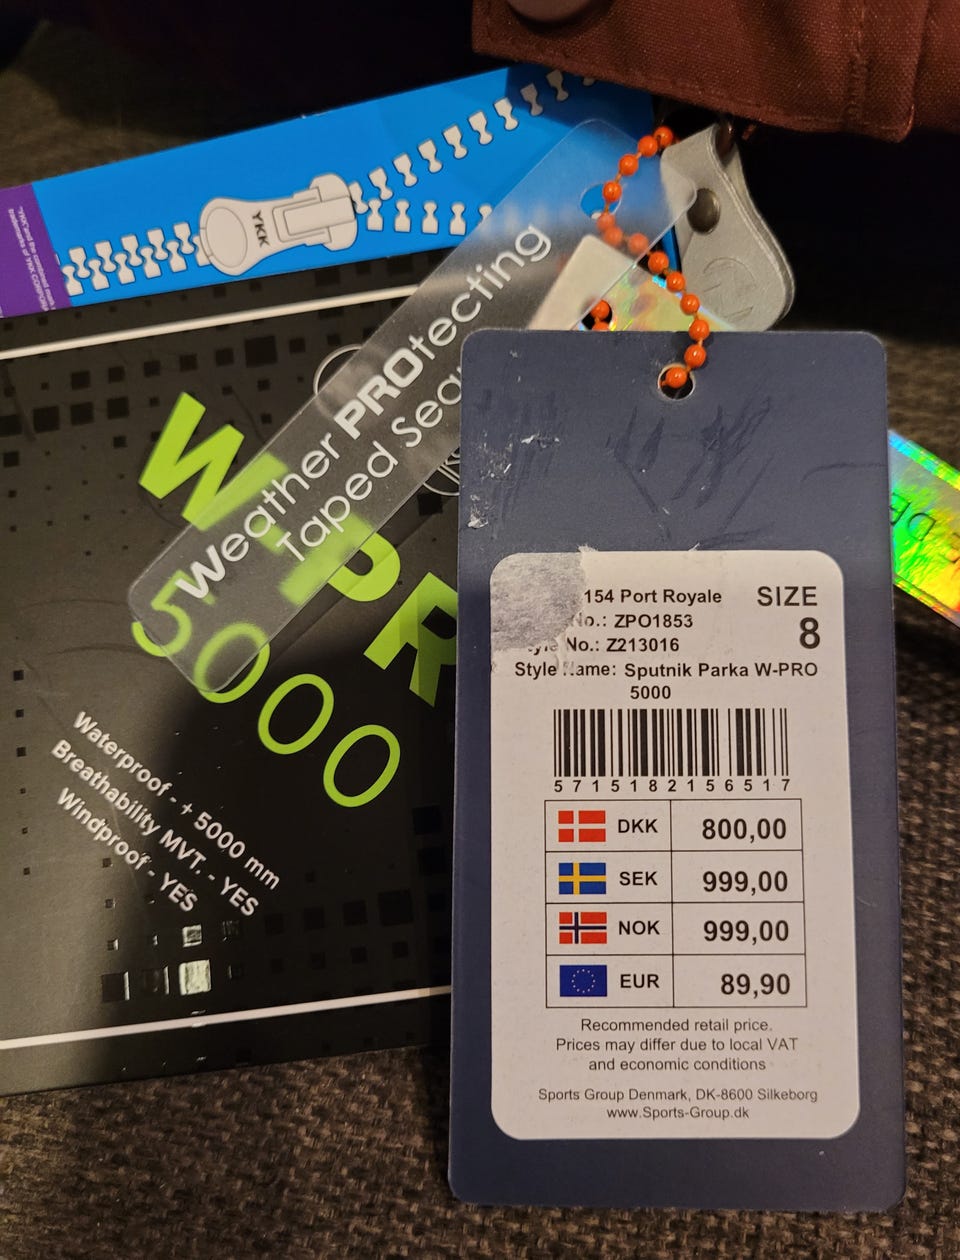 YKK
Weather PROtecting
Taped
W-PR
5000
Waterproof - + 5000 mm
Breathability MVT. - YES
Windproof - YES
154 Port Royale
SIZE
8
No.: ZPO1853
Style No.: Z213016
Style Name: Sputnik Parka W-PRO
5000
5715182156517
DKK 800,00
SEK 999,00
NOK 999,00
EUR 89,90
Recommended retail price.
Prices may differ due to local VAT
and economic conditions
Sports Group Denmark, DK-8600 Silkeborg
www.Sports-Group.dk